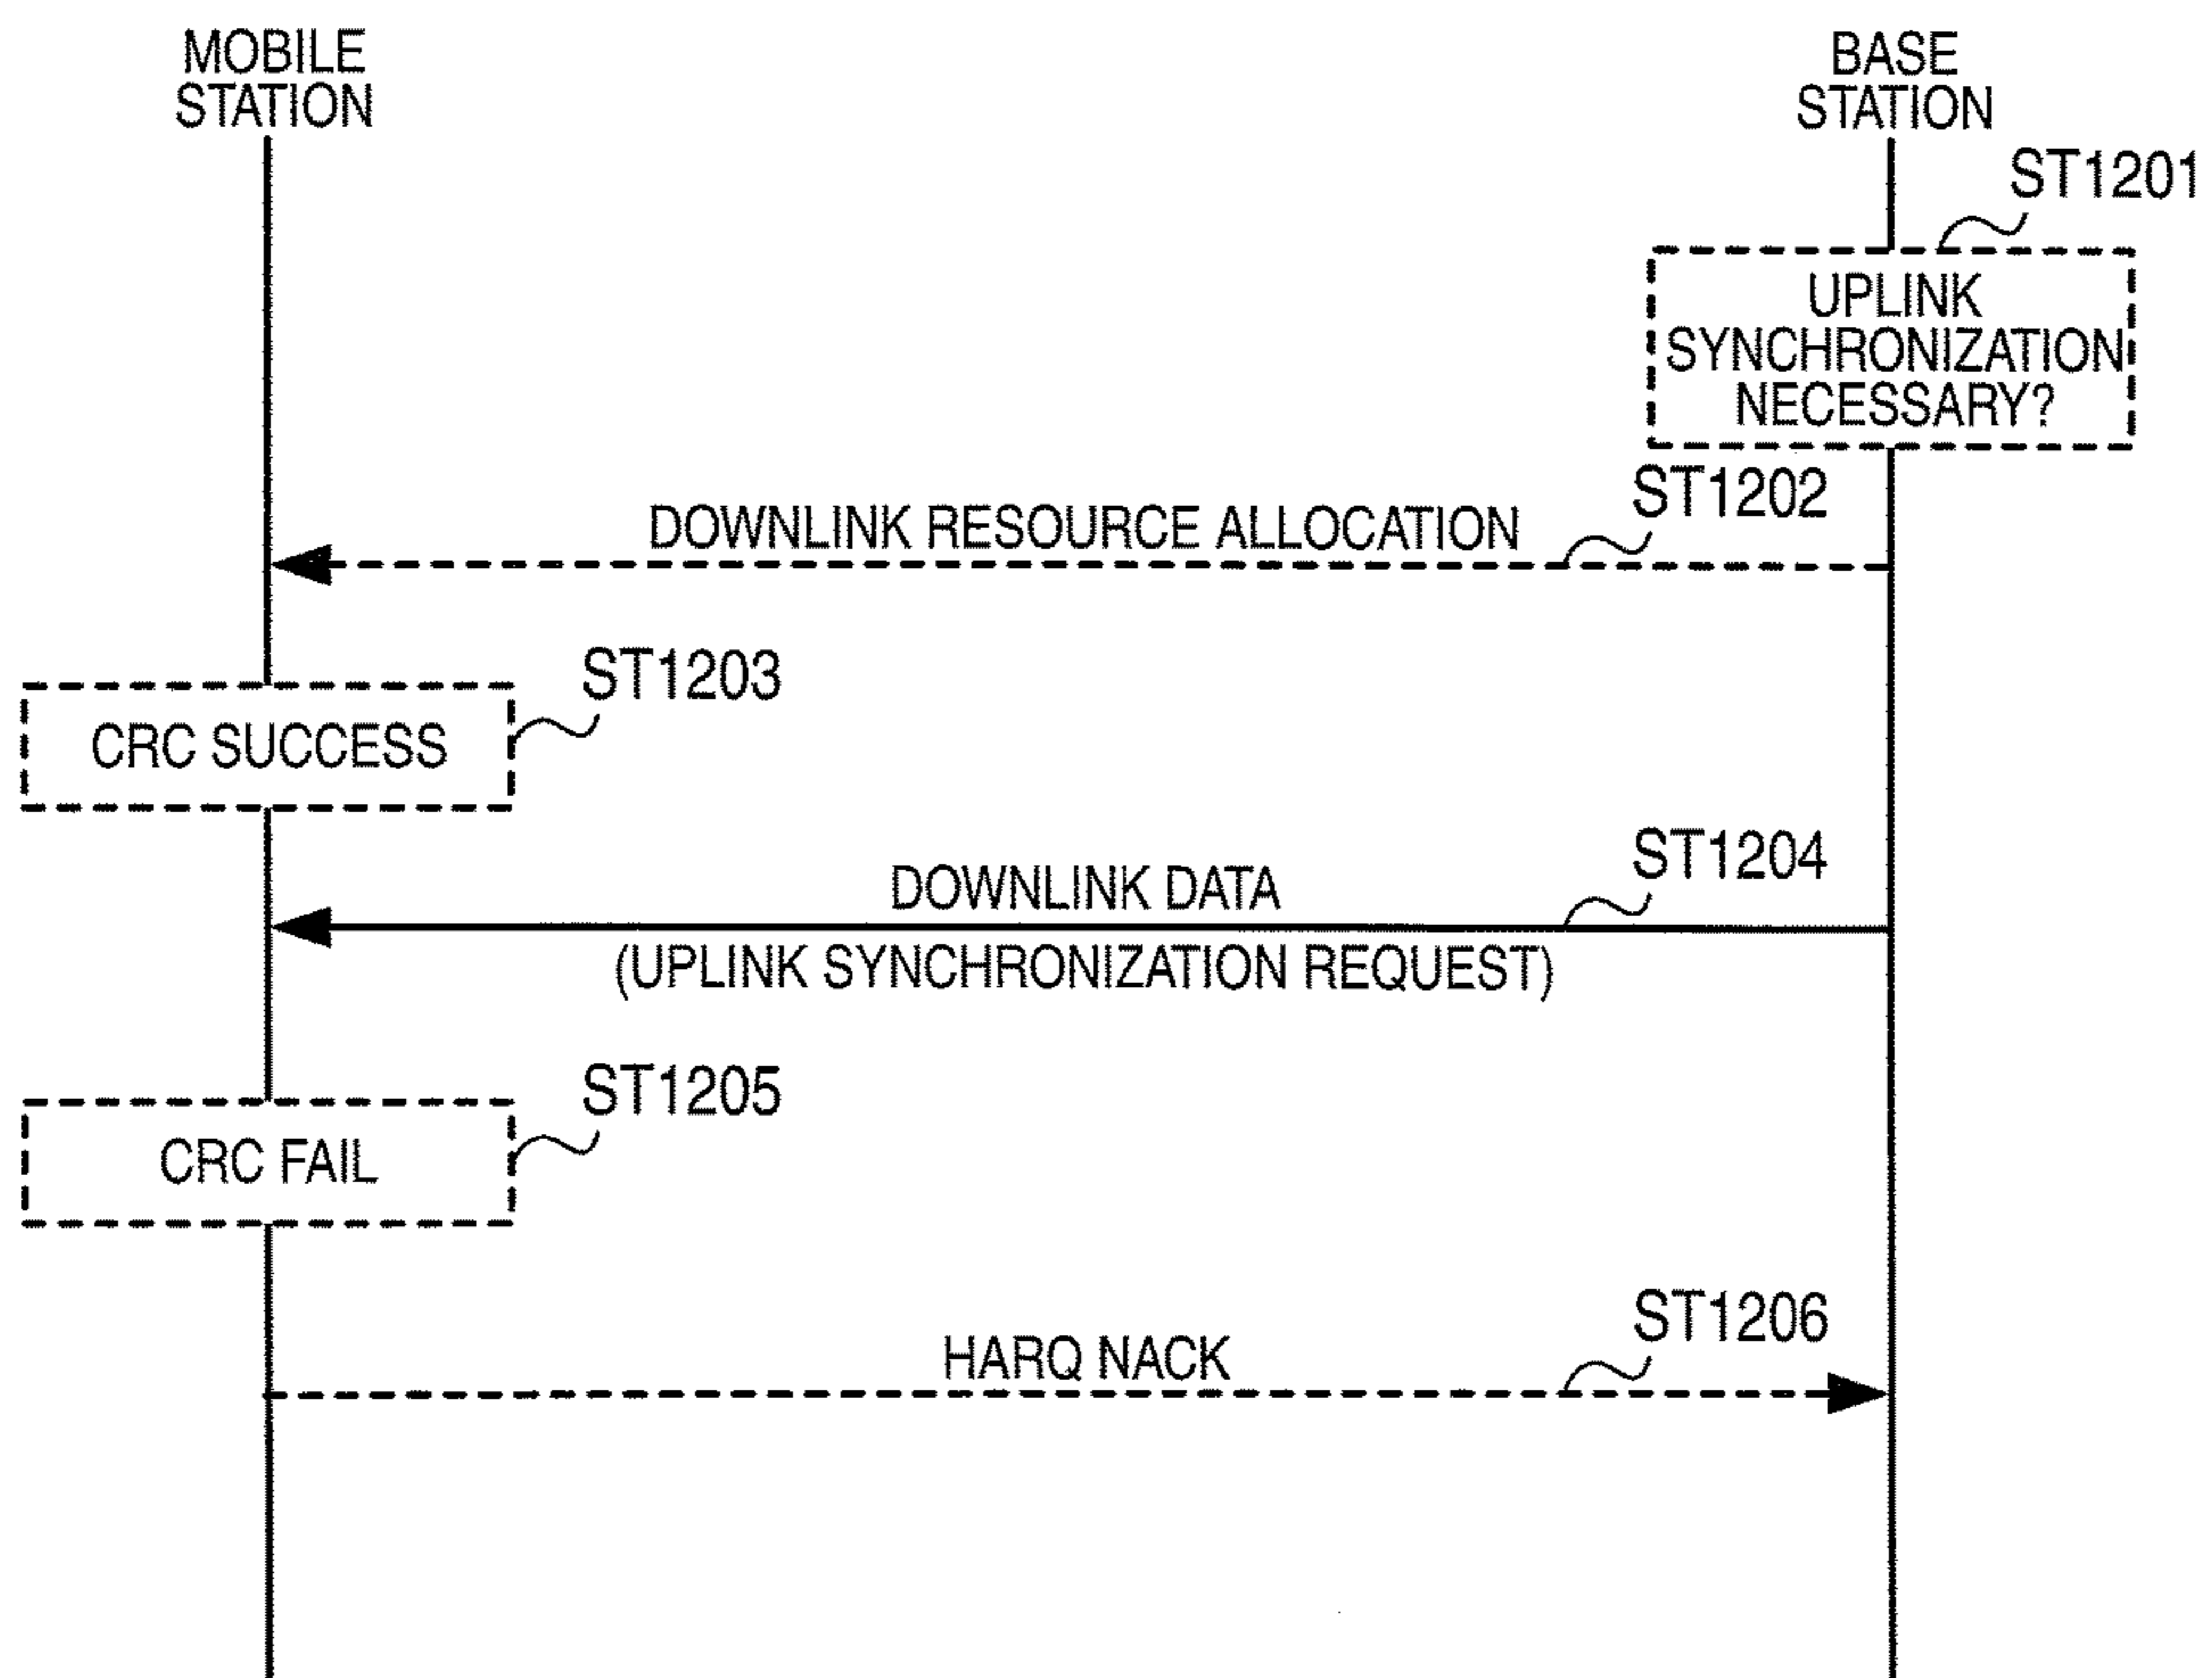 MOBILE
STATION
BASE
STATION
ST1201
UPLINK
SYNCHRONIZATION
NECESSARY?
ST1202
DOWNLINK RESOURCE ALLOCATION
ST1203
CRC SUCCESS
ST1204
DOWNLINK DATA
(UPLINK SYNCHRONIZATION REQUEST)
ST1205
CRC FAIL
ST1206
HARQ NACK